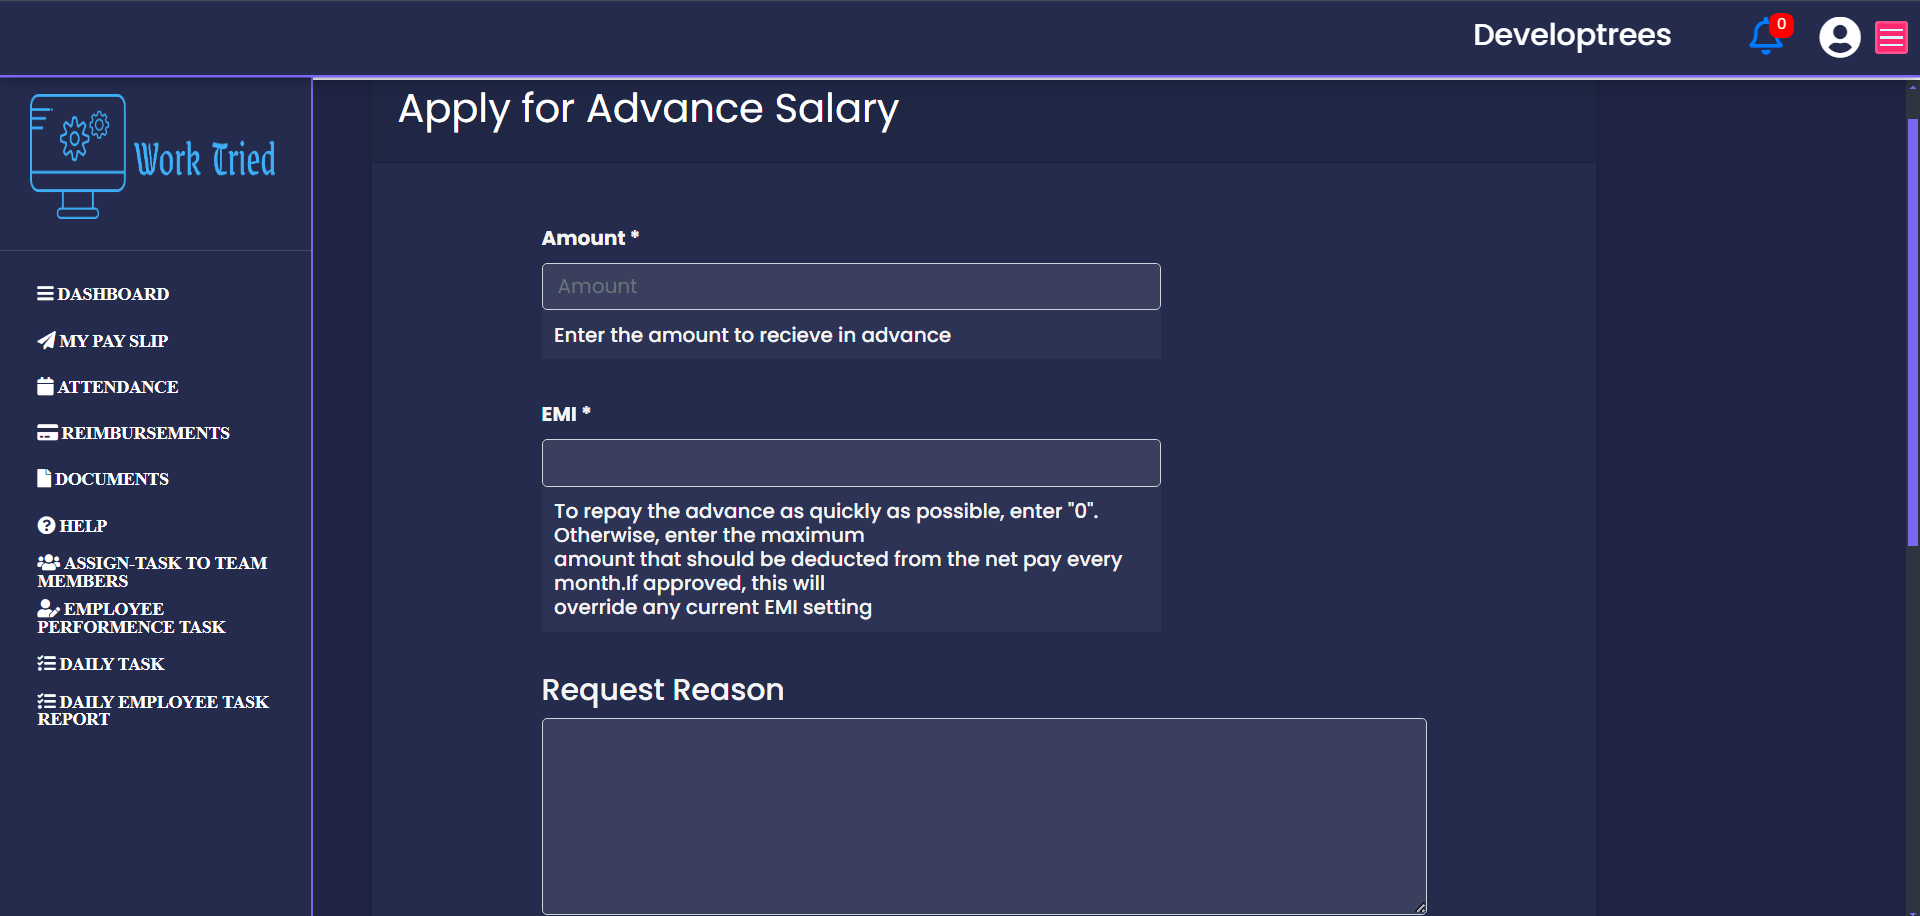 Developtrees
0
Work Tried
Apply for Advance Salary
DASHBOARD
MY PAY SLIP
ATTENDANCE
REIMBURSEMENTS
DOCUMENTS
HELP
ASSIGN-TASK TO TEAM
MEMBERS
EMPLOYEE
PERFORMENCE TASK
DAILY TASK
DAILY EMPLOYEE TASK
REPORT
Amount *
Amount
Enter the amount to recieve in advance
EMI *
To repay the advance as quickly as possible, enter "0".
Otherwise, enter the maximum
amount that should be deducted from the net pay every
month.If approved, this will
override any current EMI setting
Request Reason